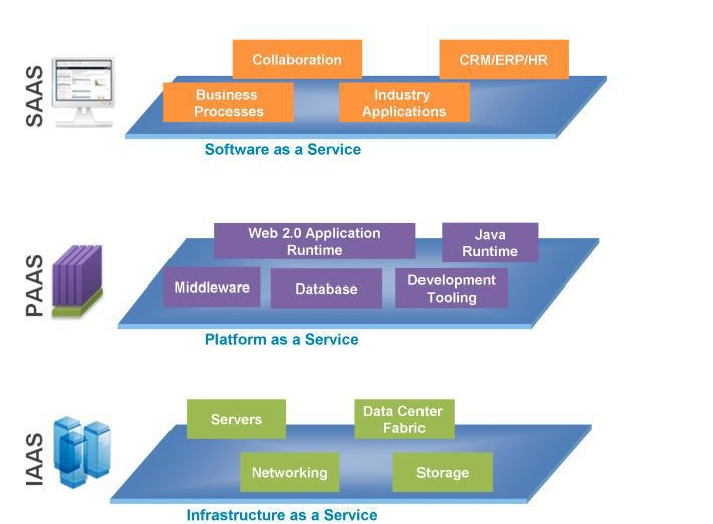 SAAS
Collaboration
CRM/ERP/HR
Business
Processes
Industry
Applications
Software as a Service
PAAS
Web 2.0 Application
Runtime
Java
Runtime
Middleware
Database
Development
Tooling
Platform as a Service
IAAS
Servers
Data Center
Fabric
Networking
Storage
Infrastructure as a Service